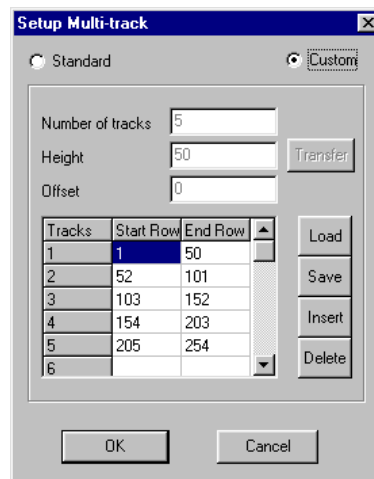 Setup Multi-track
Standard Custom
Number of tracks 5
Height 50 Transfer
Offset 0
Tracks Start Row End Row
1 1 50
2 52 101
3 103 152
4 154 203
5 205 254
6
Load
Save
Insert
Delete
OK Cancel